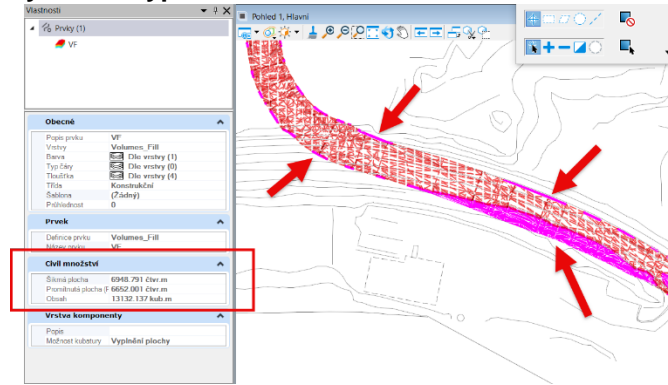 Vlastnosti
Pohled 1, Hlavní
Prvky (1)
VF
Obecně
Popis prvku VF
Vrstvy Volumes_Fill
Barva Dle vrstvy (1)
Typ čáry Dle vrstvy (0)
Tloušťka Dle vrstvy (4)
Třída Konstrukční
Šablona (Žádný)
Průhlednost 0
Prvek
Definice prvku Volumes_Fill
Název prvku VF
Civil množství
Šikmá plocha 6948.791 čtvr.m
Promítnutá plocha (F 6652.001 čtvr.m
Obsah 13132.137 kub.m
Vrstva komponenty
Popis
Možnost kubatury Vyplnění plochy